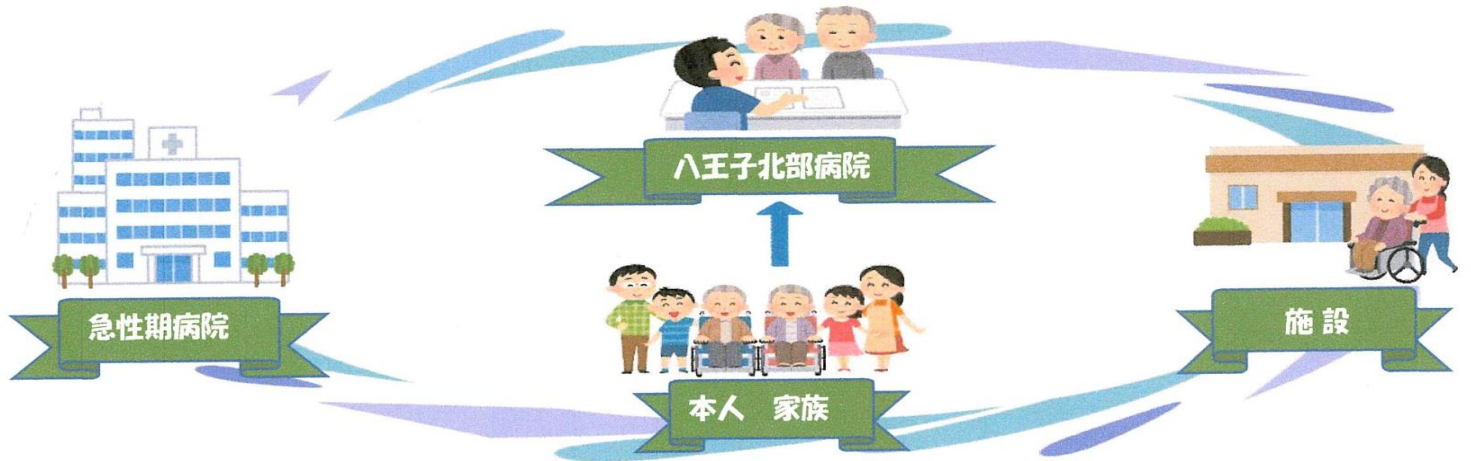 八王子北部病院
急性期病院
施設
本人 家族